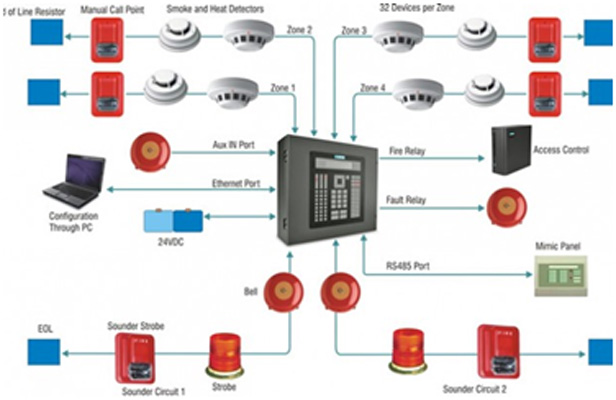 d of Line Resistor
Manual Call Point
Smoke and Heat Detectors
32 Devices per Zone
Zone 2
Zone 3
Zone 1
Zone 4
Aux IN Port
Fire Relay
Access Control
Ethernet Port
Configuration
Through PC
Fault Relay
24VDC
RS485 Port
Mimic Panel
Bell
EOL
Sounder Strobe
Sounder Circuit 1
Strobe
Sounder Circuit 2